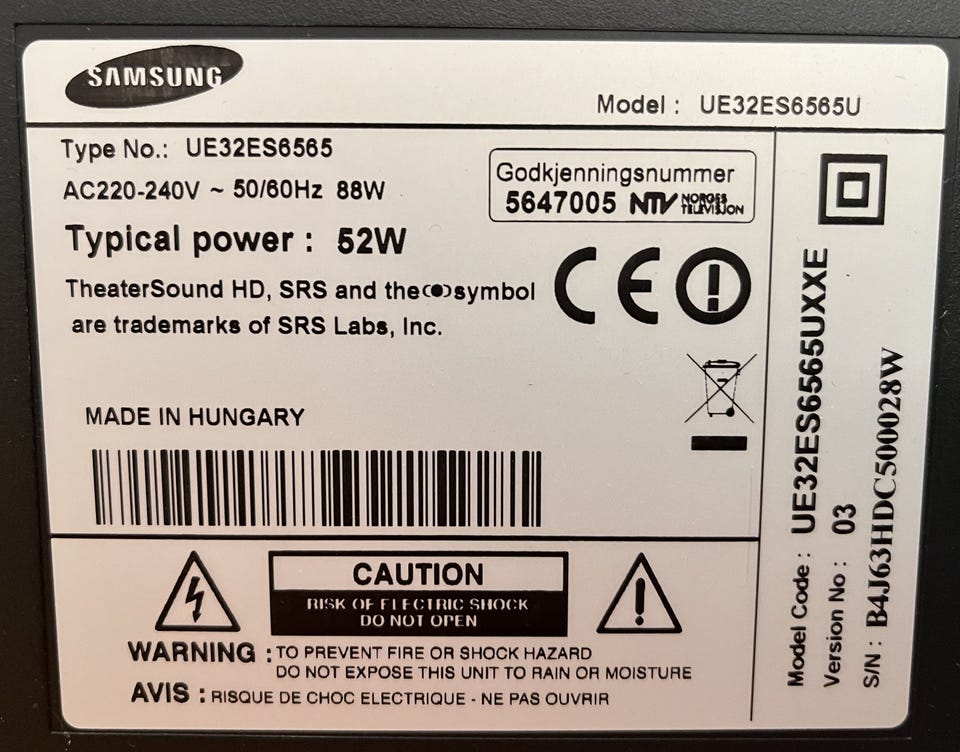 SAMSUNG
Model : UE32ES6565U
Type No.: UE32ES6565
AC220-240V ~ 50/60Hz 88W
Typical power : 52W
Godkjenningsnummer
5647005 NTV NORGES TELEVISJON
TheaterSound HD, SRS and the symbol
are trademarks of SRS Labs, Inc.
CE
MADE IN HUNGARY
CAUTION
RISK OF ELECTRIC SHOCK
DO NOT OPEN
WARNING : TO PREVENT FIRE OR SHOCK HAZARD
DO NOT EXPOSE THIS UNIT TO RAIN OR MOISTURE
AVIS : RISQUE DE CHOC ELECTRIQUE - NE PAS OUVRIR
Model Code : UE32ES6565UXXE
Version No : 03
S/N : B4J63HDC500028W